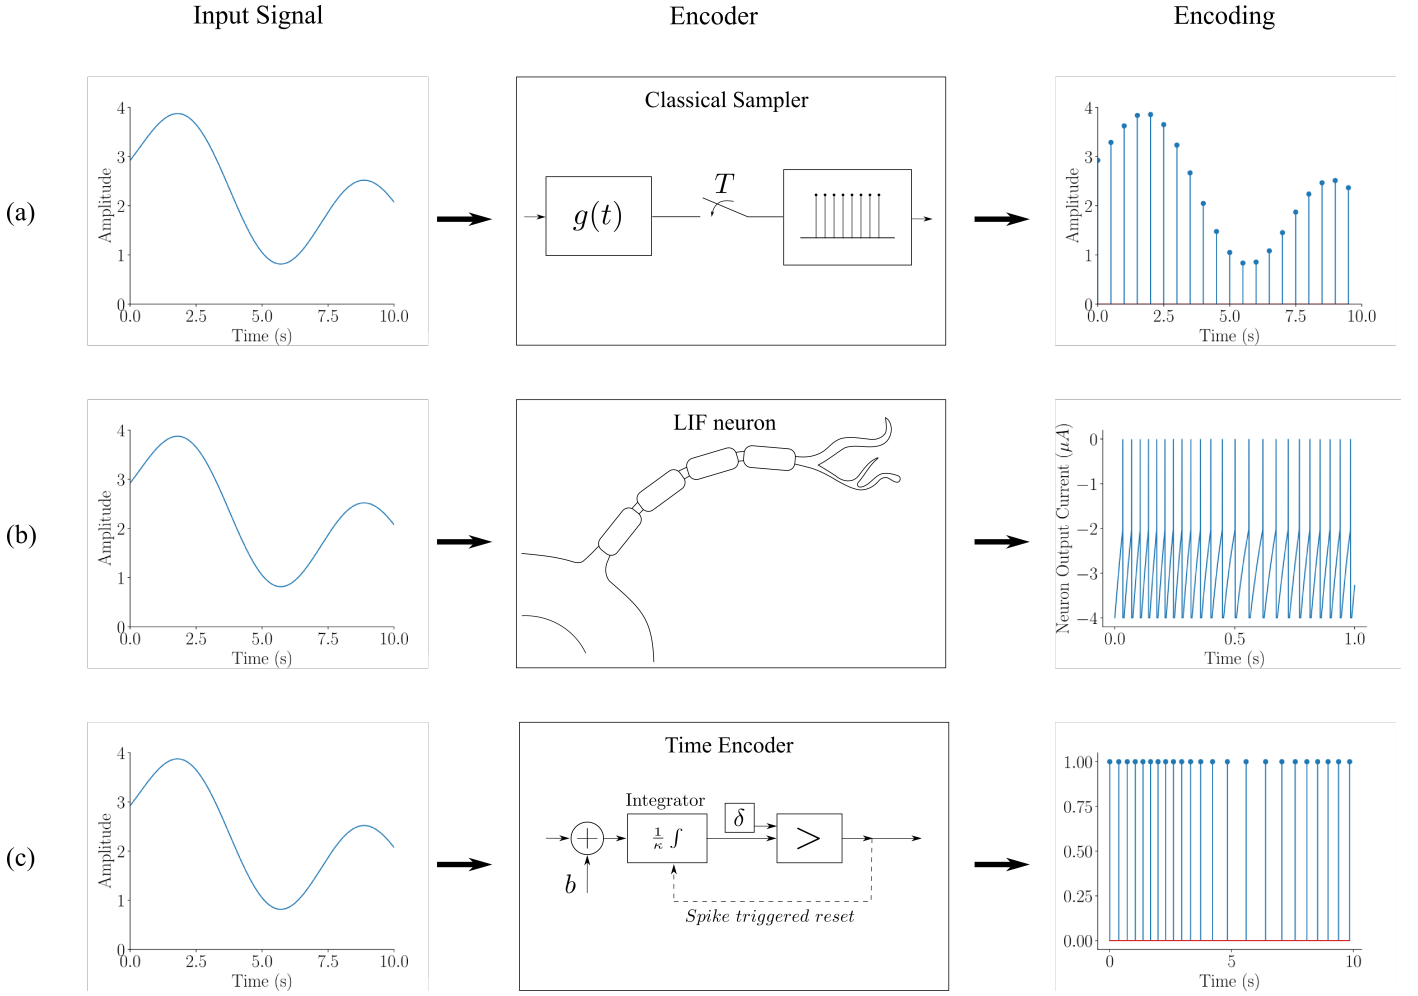 Input Signal
Encoder
Encoding
(a)
4
3
2
1
0
Amplitude
0.0 2.5 5.0 7.5 10.0
Time (s)
Classical Sampler
g(t)
T
4
3
2
1
0
Amplitude
0.0 2.5 5.0 7.5 10.0
Time (s)
(b)
4
3
2
1
0
Amplitude
0.0 2.5 5.0 7.5 10.0
Time (s)
LIF neuron
0
−1
−2
−3
−4
Neuron Output Current (μA)
0.0 0.5 1.0
Time (s)
(c)
4
3
2
1
0
Amplitude
0.0 2.5 5.0 7.5 10.0
Time (s)
Time Encoder
Integrator
+
b
1/κ ∫
δ
>
Spike triggered reset
1.00
0.75
0.50
0.25
0.00
0 5 10
Time (s)